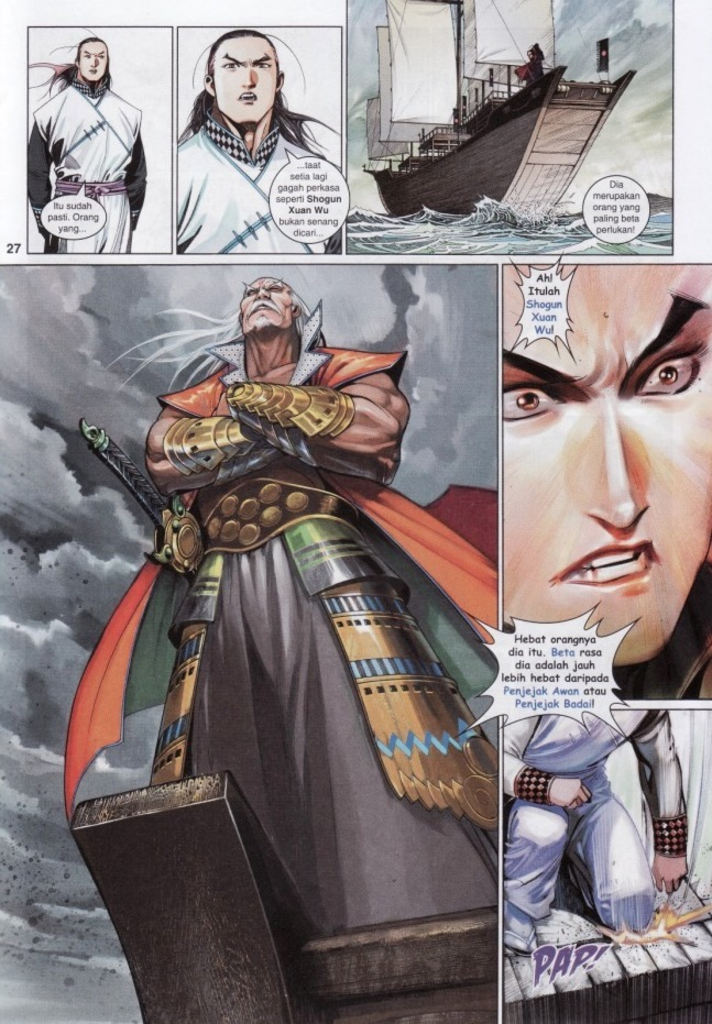 Itu sudah
pasti. Orang
yang...
...taat
setia lagi
gagah perkasa
seperti Shogun
Xuan Wu
bukan senang
dicari...
Dia
merupakan
orang yang
paling beta
perlukan!
27
Ah!
Itulah
Shogun
Xuan
Wu!
Hebat orangnya
dia itu. Beta rasa
dia adalah jauh
lebih hebat daripada
Penjejak Awan atau
Penjejak Badai!
PAP!